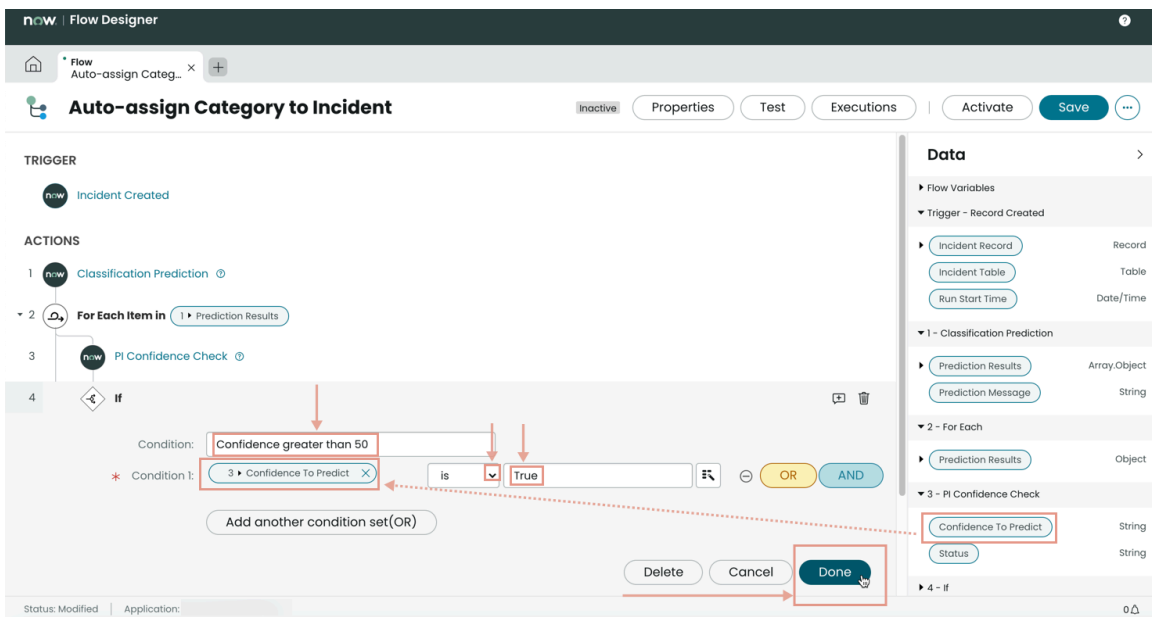 now. | Flow Designer
?
Flow
Auto-assign Categ... × +
Auto-assign Category to Incident
Inactive Properties Test Executions Activate Save ...
TRIGGER
now Incident Created
ACTIONS
1 now Classification Prediction ?
2 For Each Item in 1 ▸ Prediction Results
3 now PI Confidence Check ?
4 If
Condition: Confidence greater than 50
* Condition 1: 3 ▸ Confidence To Predict × is True OR AND
Add another condition set(OR)
Delete Cancel Done
Data
Flow Variables
Trigger - Record Created
Incident Record Record
Incident Table Table
Run Start Time Date/Time
1 - Classification Prediction
Prediction Results Array.Object
Prediction Message String
2 - For Each
Prediction Results Object
3 - PI Confidence Check
Confidence To Predict String
Status String
4 - If
Status: Modified | Application:
0